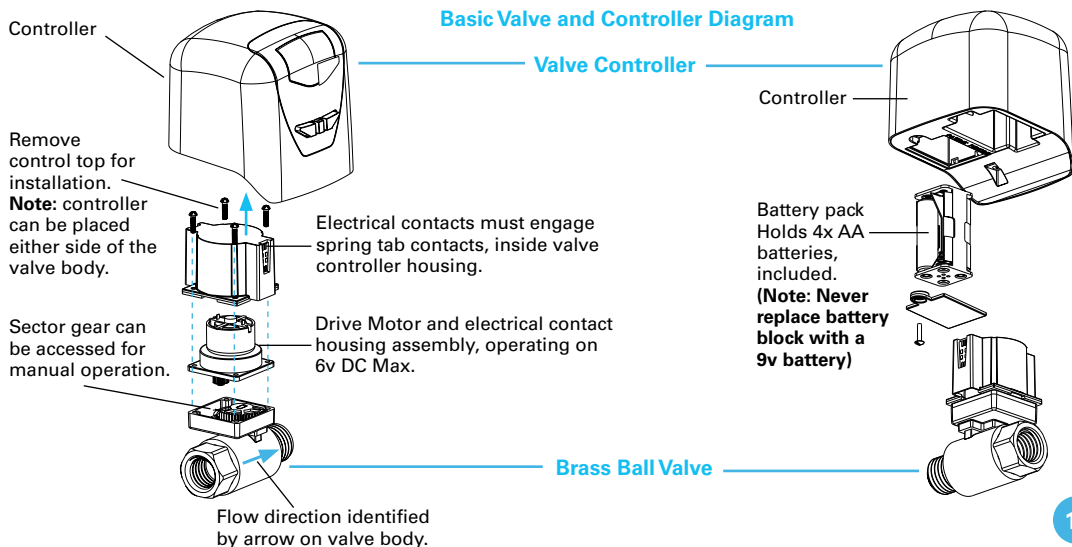 Basic Valve and Controller Diagram
Controller
Valve Controller
Controller
Remove
control top for
installation.
Note: controller
can be placed
either side of the
valve body.
Electrical contacts must engage
spring tab contacts, inside valve
controller housing.
Battery pack
Holds 4x AA
batteries,
included.
(Note: Never
replace battery
block with a
9v battery)
Sector gear can
be accessed for
manual operation.
Drive Motor and electrical contact
housing assembly, operating on
6v DC Max.
Brass Ball Valve
Flow direction identified
by arrow on valve body.
1